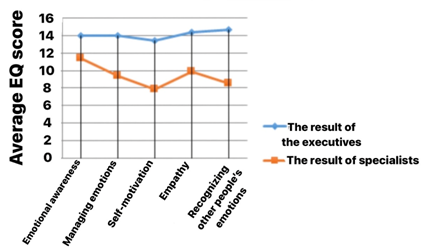 Average EQ score
16
14
12
10
8
6
4
2
0
Emotional awareness
Managing emotions
Self-motivation
Empathy
Recognizing
other people's
emotions
The result of
the executives
The result of specialists